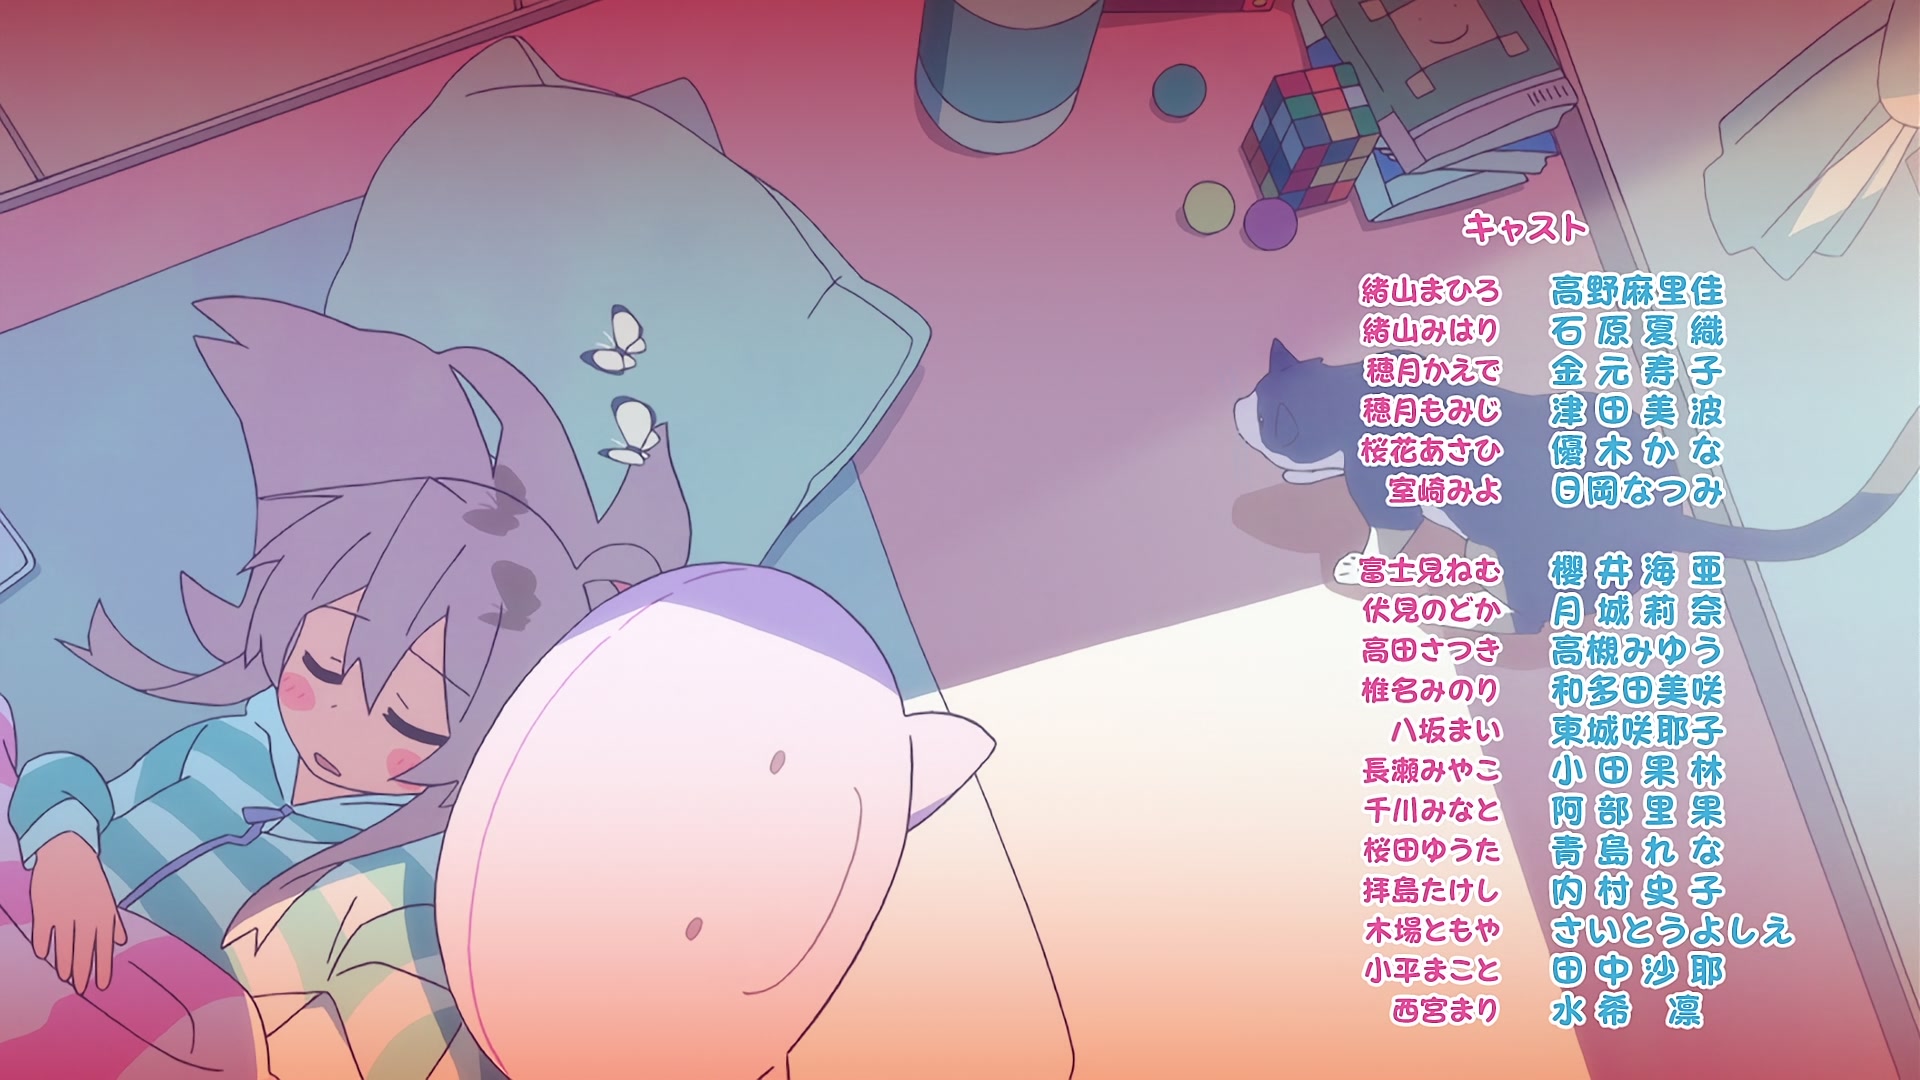 キャスト
緒山まひろ 高野麻里佳
緒山みはり 石原夏織
穂月かえで 金元寿子
穂月もみじ 津田美波
桜花あさひ 優木かな
室崎みよ 日岡なつみ
富士見ねむ 櫻井海亜
伏見のどか 月城莉奈
高田さつき 高槻みゆう
椎名みのり 和多田美咲
八坂まい 東城咲耶子
長瀬みやこ 小田果林
千川みなと 阿部里果
桜田ゆうた 青島れな
拝島たけし 内村史子
木場ともや さいとうよしえ
小平まこと 田中沙耶
西宮まり 水希凛